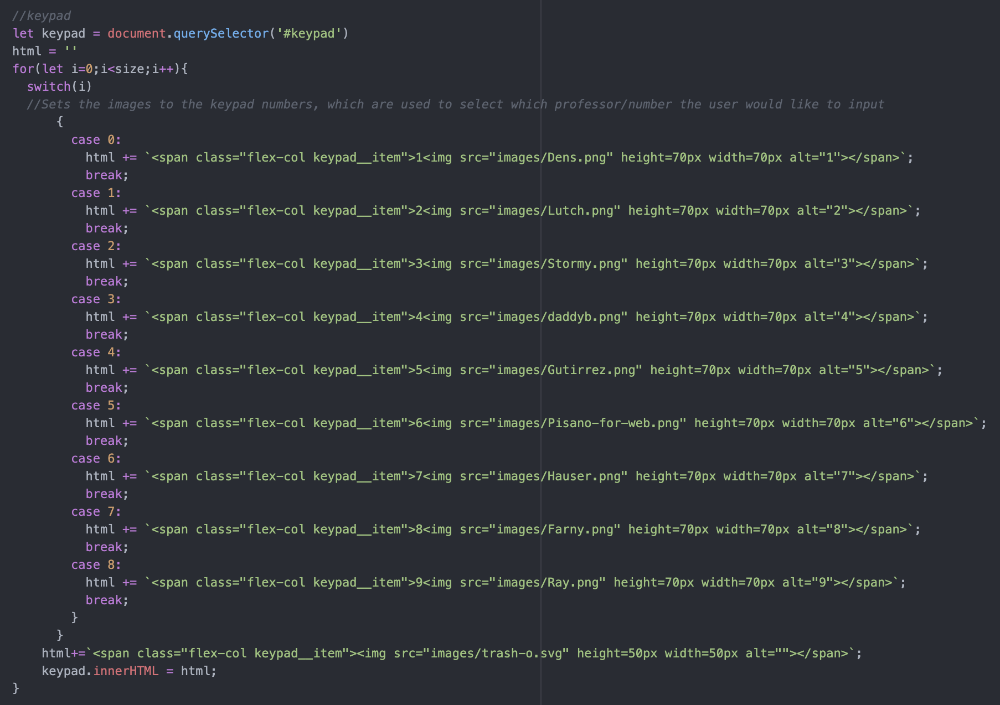 //keypad
let keypad = document.querySelector('#keypad')
html = ''
for(let i=0;i<size;i++){
switch(i)
//Sets the images to the keypad numbers, which are used to select which professor/number the user would like to input
{
case 0:
html += `<span class="flex-col keypad__item">1<img src="images/Dens.png" height=70px width=70px alt="1"></span>`;
break;
case 1:
html += `<span class="flex-col keypad__item">2<img src="images/Lutch.png" height=70px width=70px alt="2"></span>`;
break;
case 2:
html += `<span class="flex-col keypad__item">3<img src="images/Stormy.png" height=70px width=70px alt="3"></span>`;
break;
case 3:
html += `<span class="flex-col keypad__item">4<img src="images/daddyb.png" height=70px width=70px alt="4"></span>`;
break;
case 4:
html += `<span class="flex-col keypad__item">5<img src="images/Gutirrez.png" height=70px width=70px alt="5"></span>`;
break;
case 5:
html += `<span class="flex-col keypad__item">6<img src="images/Pisano-for-web.png" height=70px width=70px alt="6"></span>`;
break;
case 6:
html += `<span class="flex-col keypad__item">7<img src="images/Hauser.png" height=70px width=70px alt="7"></span>`;
break;
case 7:
html += `<span class="flex-col keypad__item">8<img src="images/Farny.png" height=70px width=70px alt="8"></span>`;
break;
case 8:
html += `<span class="flex-col keypad__item">9<img src="images/Ray.png" height=70px width=70px alt="9"></span>`;
break;
}
}
html+=`<span class="flex-col keypad__item"><img src="images/trash-o.svg" height=50px width=50px alt=""></span>`;
keypad.innerHTML = html;
}